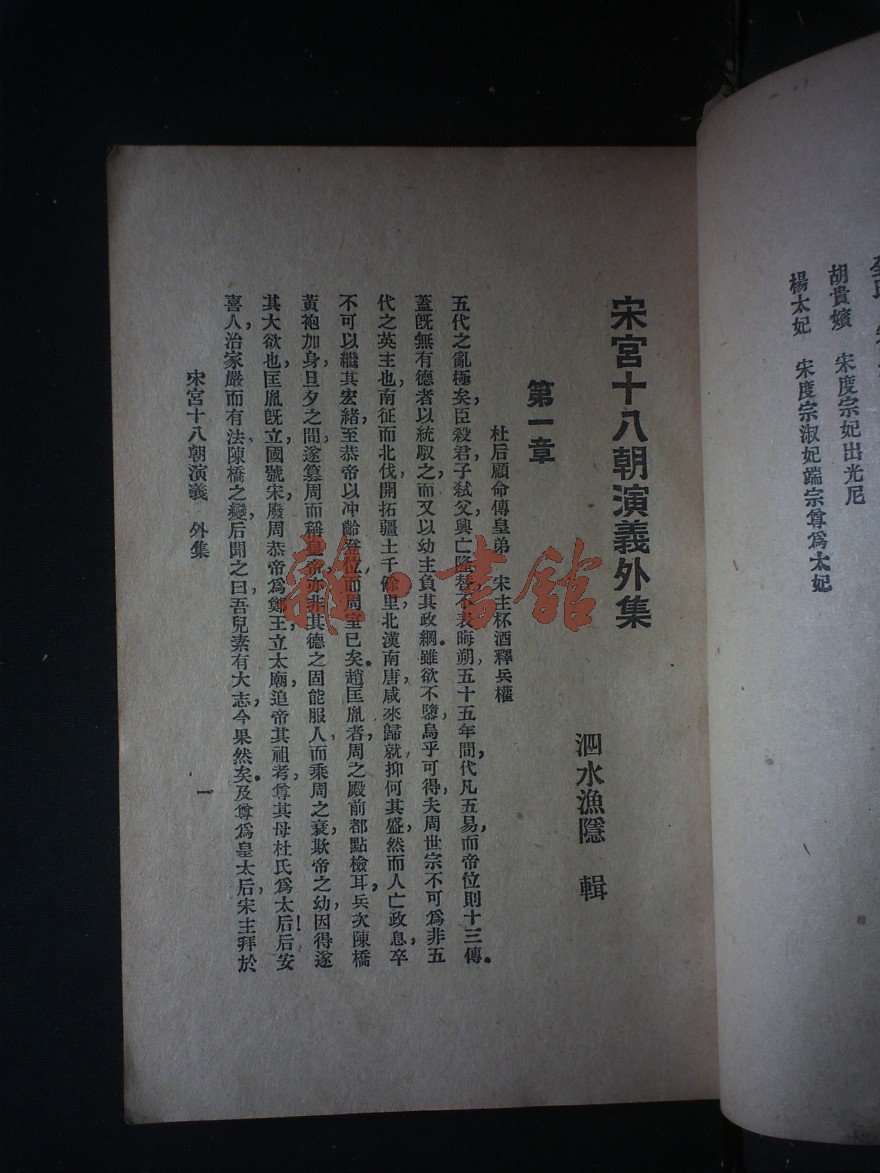 胡貴嬪　宋度宗妃出光尼
楊太妃　宋度宗淑妃端宗尊爲太妃
宋宮十八朝演義外集
泗水漁隱　輯
第一章
杜后顧命傳皇弟　宋主杯酒釋兵權
五代之亂極矣，臣殺君，子弒父，興亡隆替，不表晦朔，五十五年間，代凡五易，而帝位則十三傳。
蓋旣無有德者以統馭之，而又以幼主負其政綱，雖欲不墮，烏乎可得，夫周世宗不可爲非五
代之英主也，南征而北伐，開拓疆土千餘里，北漢南唐，咸來歸就，抑何其盛，然而人亡政息，卒
不可以繼其宏緒，至恭帝以冲齡登位，而周室已矣。趙匡胤者，周之殿前都點檢耳，兵次陳橋，
黃袍加身，旦夕之間，遂篡周而稱皇帝，亦非其德之固能服人，而乘周之衰，欺帝之幼，因得遂
其大欲也，匡胤旣立，國號宋，廢周恭帝爲鄭王，立太廟，追帝其祖考，尊其母杜氏爲太后！后安
喜人，治家嚴而有法，陳橋之變，后聞之曰，吾兒素有大志，今果然矣。及尊爲皇太后，宋主拜於
宋宮十八朝演義　外集
一
雜·書館